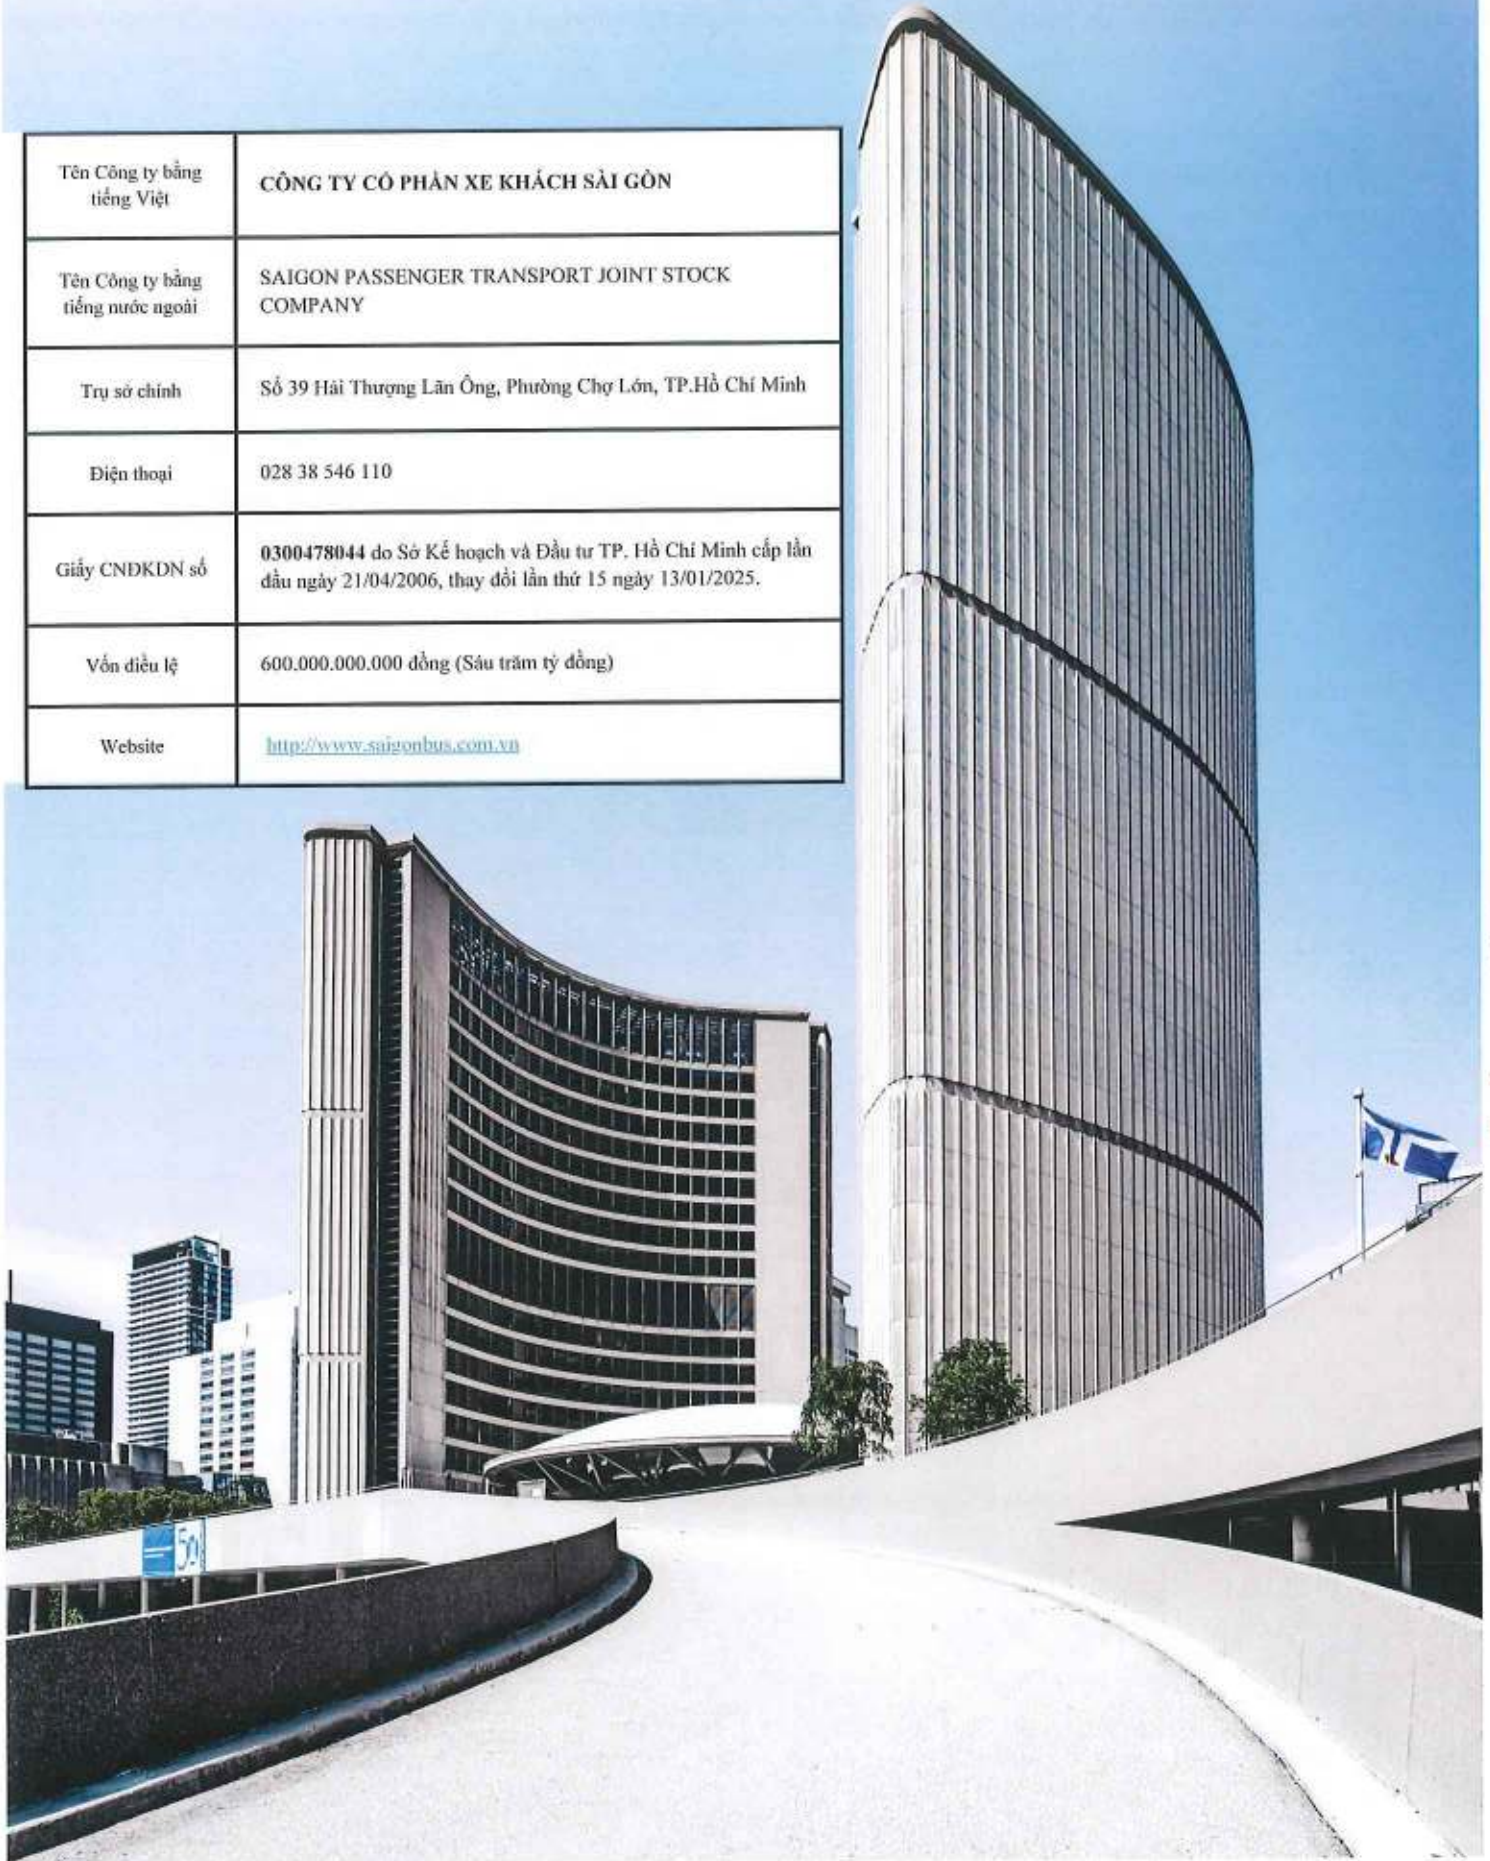 Tên Công ty bằng
tiếng Việt
CÔNG TY CỔ PHẦN XE KHÁCH SÀI GÒN
Tên Công ty bằng
tiếng nước ngoài
SAIGON PASSENGER TRANSPORT JOINT STOCK
COMPANY
Trụ sở chính
Số 39 Hải Thượng Lãn Ông, Phường Chợ Lớn, TP.Hồ Chí Minh
Điện thoại
028 38 546 110
Giấy CNĐKDN số
0300478044 do Sở Kế hoạch và Đầu tư TP. Hồ Chí Minh cấp lần
đầu ngày 21/04/2006, thay đổi lần thứ 15 ngày 13/01/2025.
Vốn điều lệ
600.000.000.000 đồng (Sáu trăm tỷ đồng)
Website
http://www.saigonbus.com.vn
50